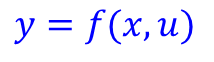 y = f(x, u)